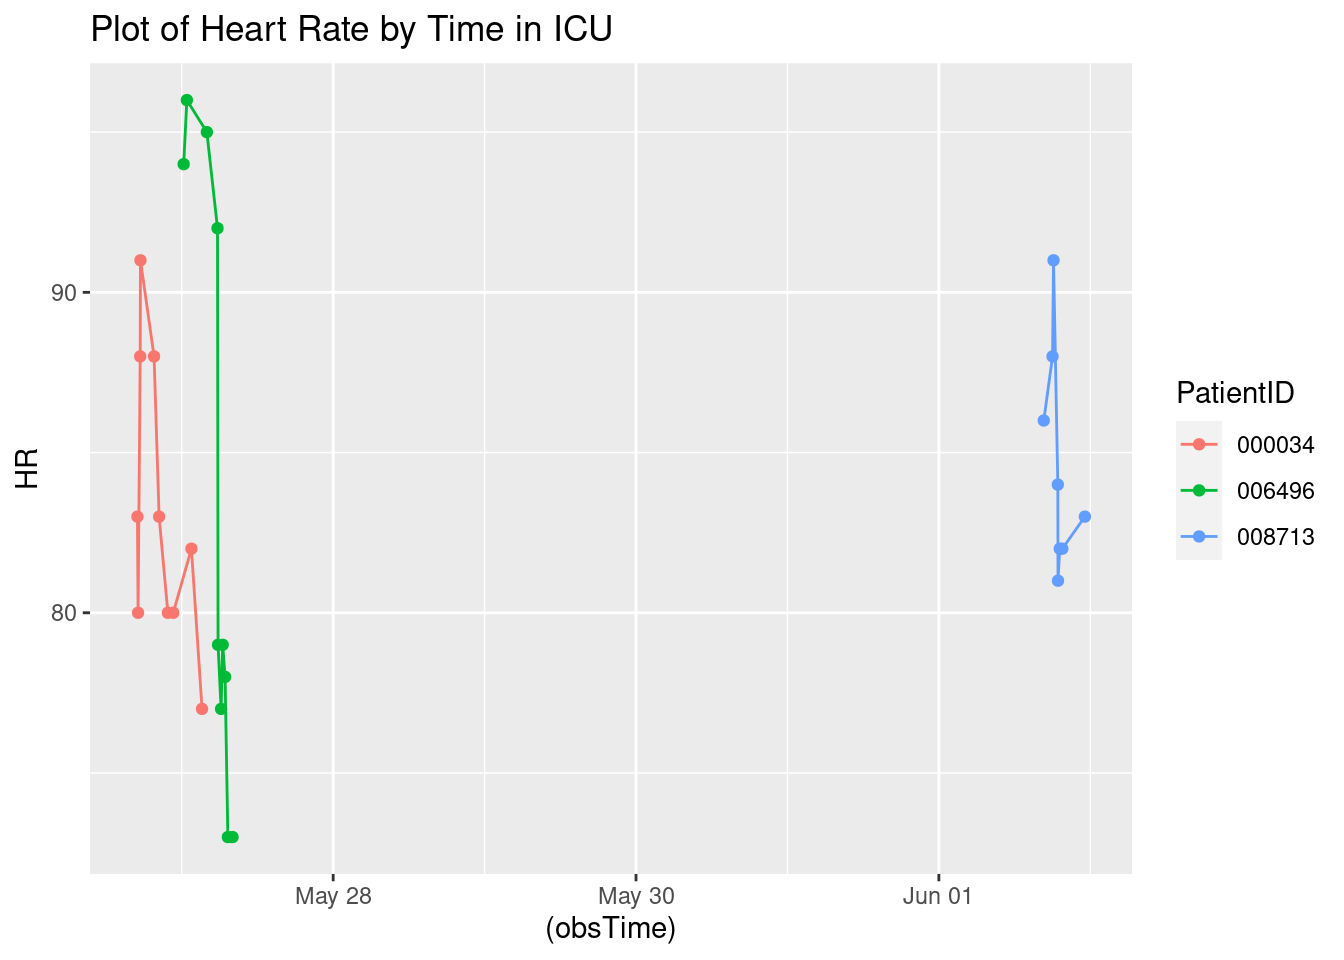 Plot of Heart Rate by Time in ICU
HR
90
80
May 28
May 30
Jun 01
(obsTime)
PatientID
000034
006496
008713